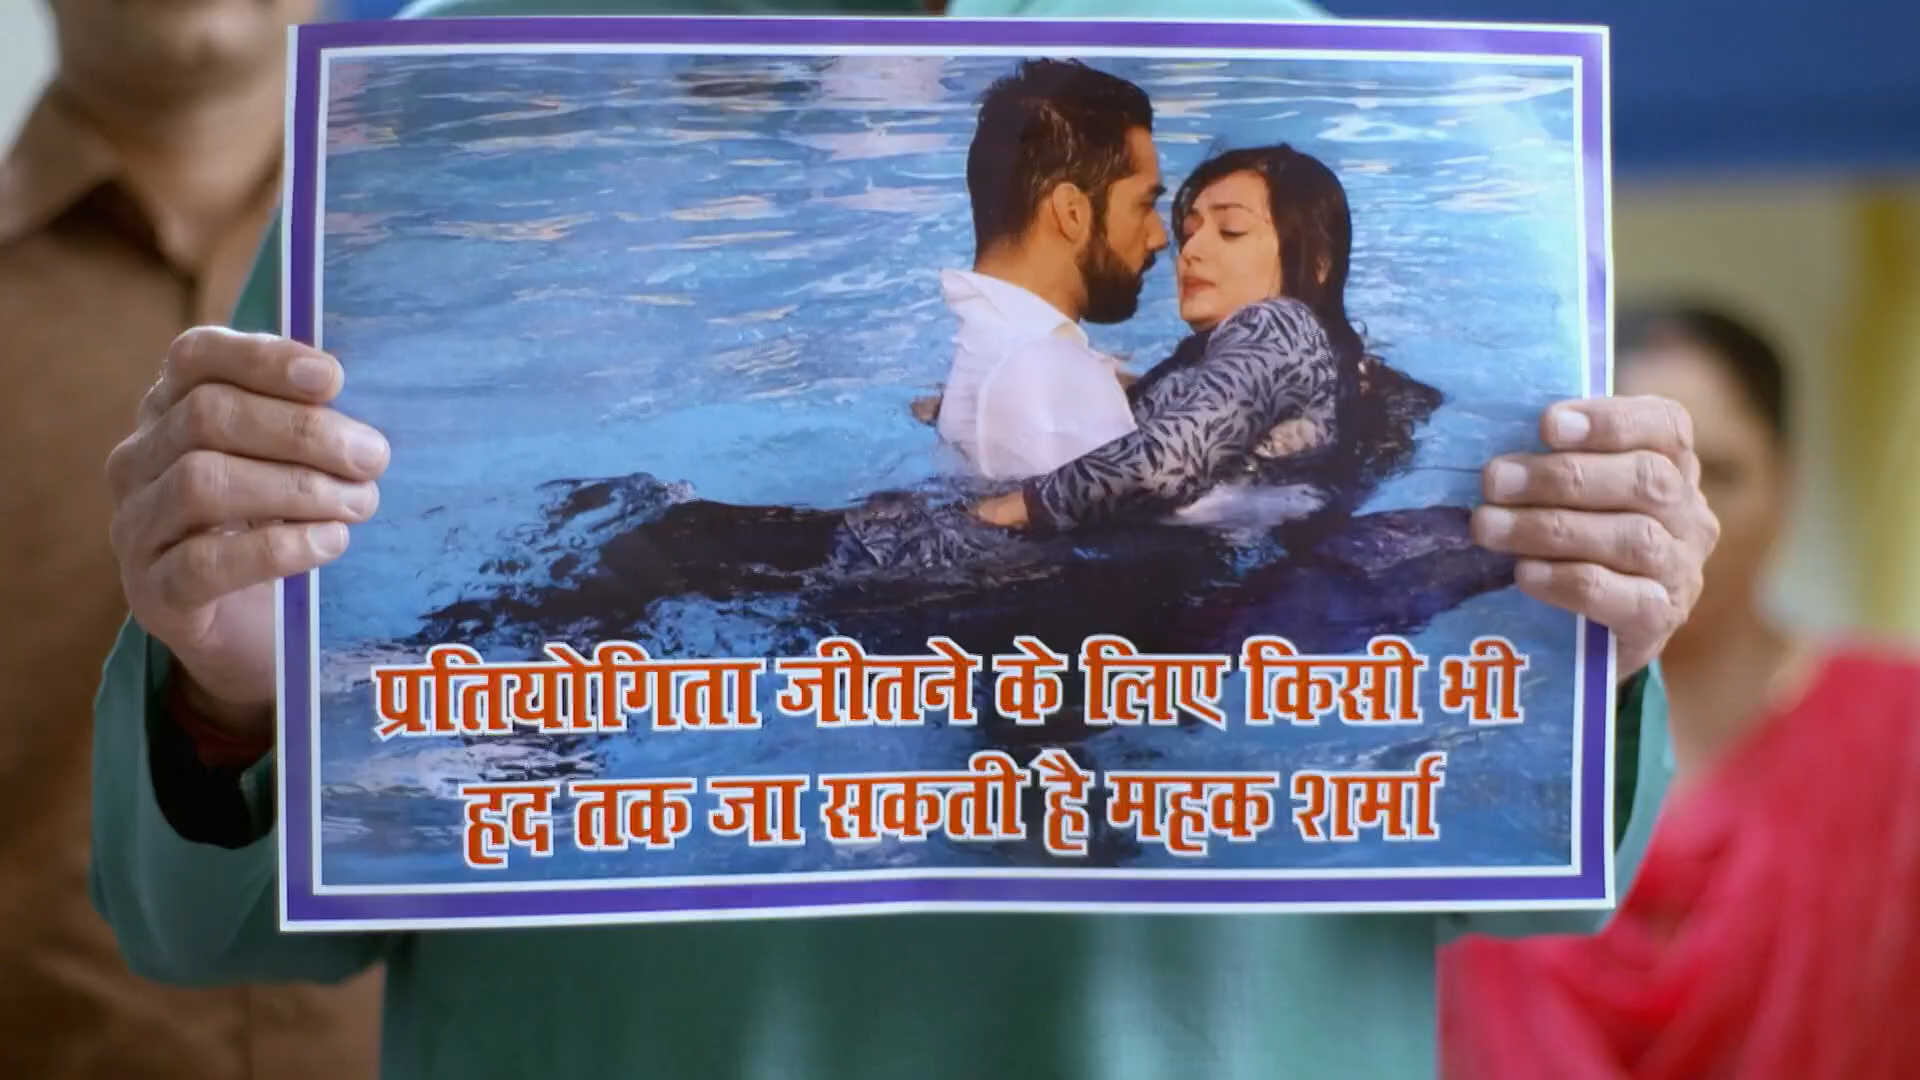 प्रतियोगिता जीतने के लिए किसी भी
हद तक जा सकती है महक शर्मा